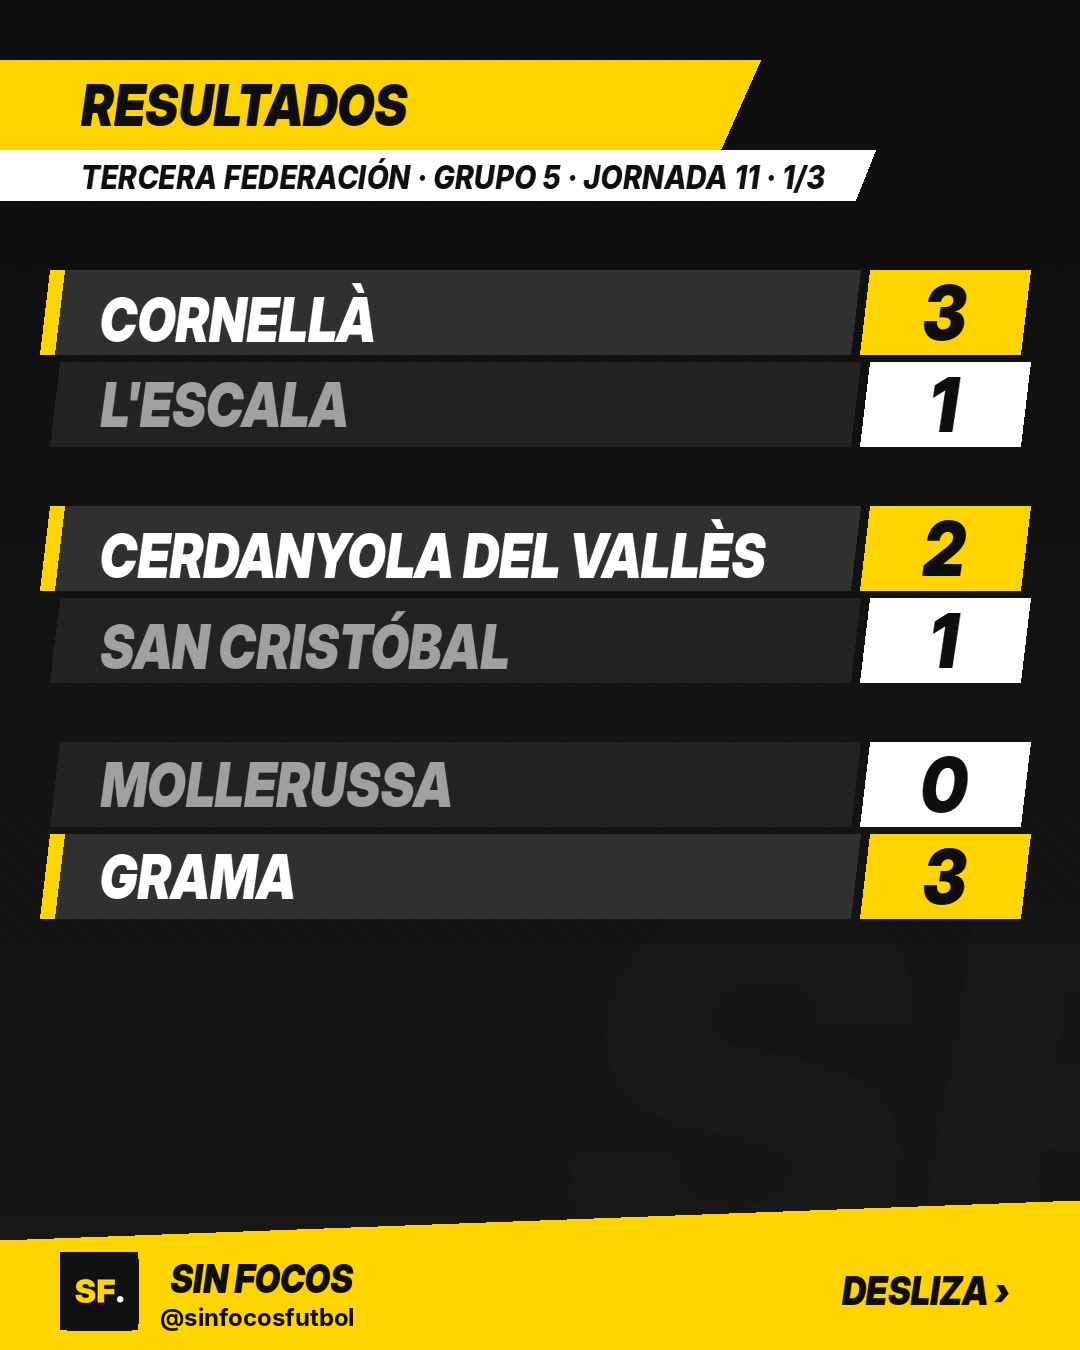 RESULTADOS
TERCERA FEDERACIÓN · GRUPO 5 · JORNADA 11 · 1/3
CORNELLÀ 3
L'ESCALA 1
CERDANYOLA DEL VALLÈS 2
SAN CRISTÓBAL 1
MOLLERUSSA 0
GRAMA 3
SF
SF.
SIN FOCOS
@sinfocosfutbol
DESLIZA ›